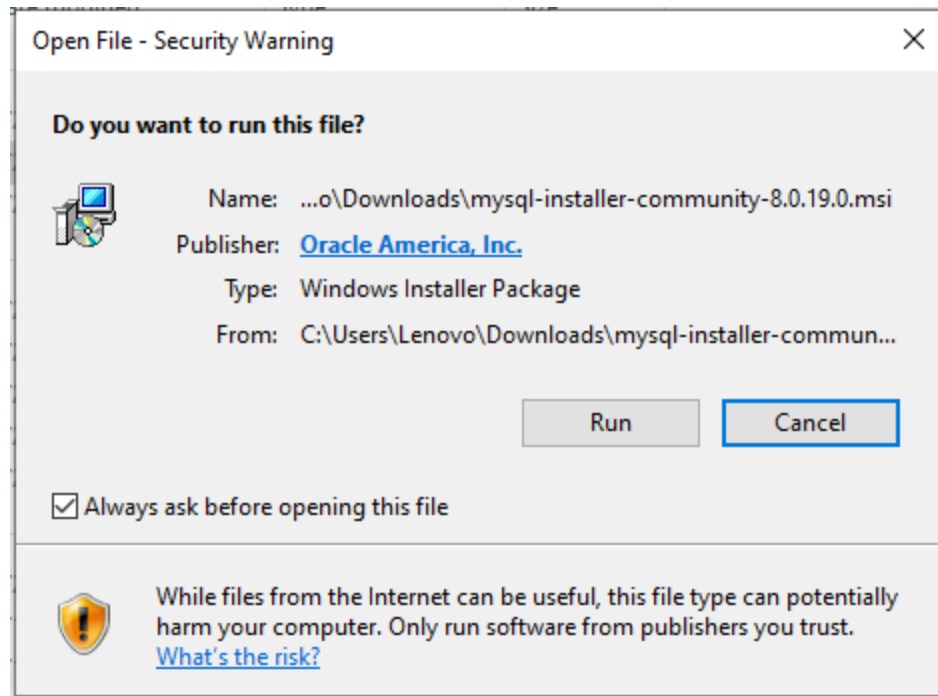 Open File - Security Warning
Do you want to run this file?
Name: ...o\Downloads\mysql-installer-community-8.0.19.0.msi
Publisher: Oracle America, Inc.
Type: Windows Installer Package
From: C:\Users\Lenovo\Downloads\mysql-installer-commun...
Run Cancel
Always ask before opening this file
While files from the Internet can be useful, this file type can potentially
harm your computer. Only run software from publishers you trust.
What's the risk?